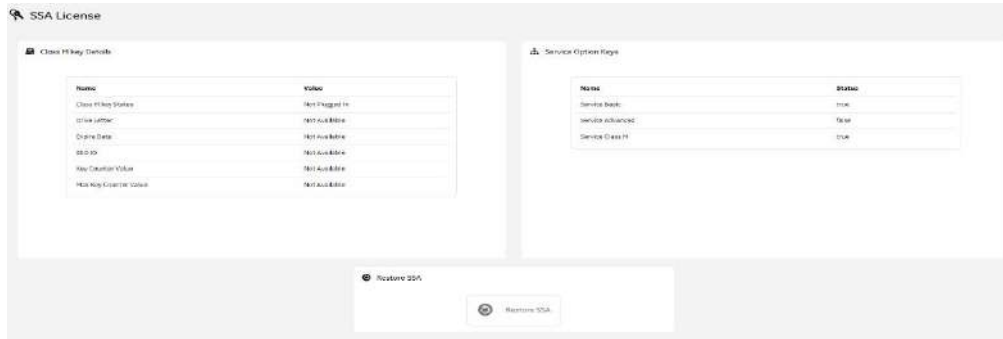 SSA License
Class M key Details
Name Value
Class M key Status Not Plugged In
Drive Letter Not Available
Expire Date Not Available
Not Available
Key Counter Value Not Available
Max Key Counter Value Not Available
Service Option Keys
Name Status
Service Basic true
Service Advanced false
Service Class M true
Restore SSA
Restore SSA